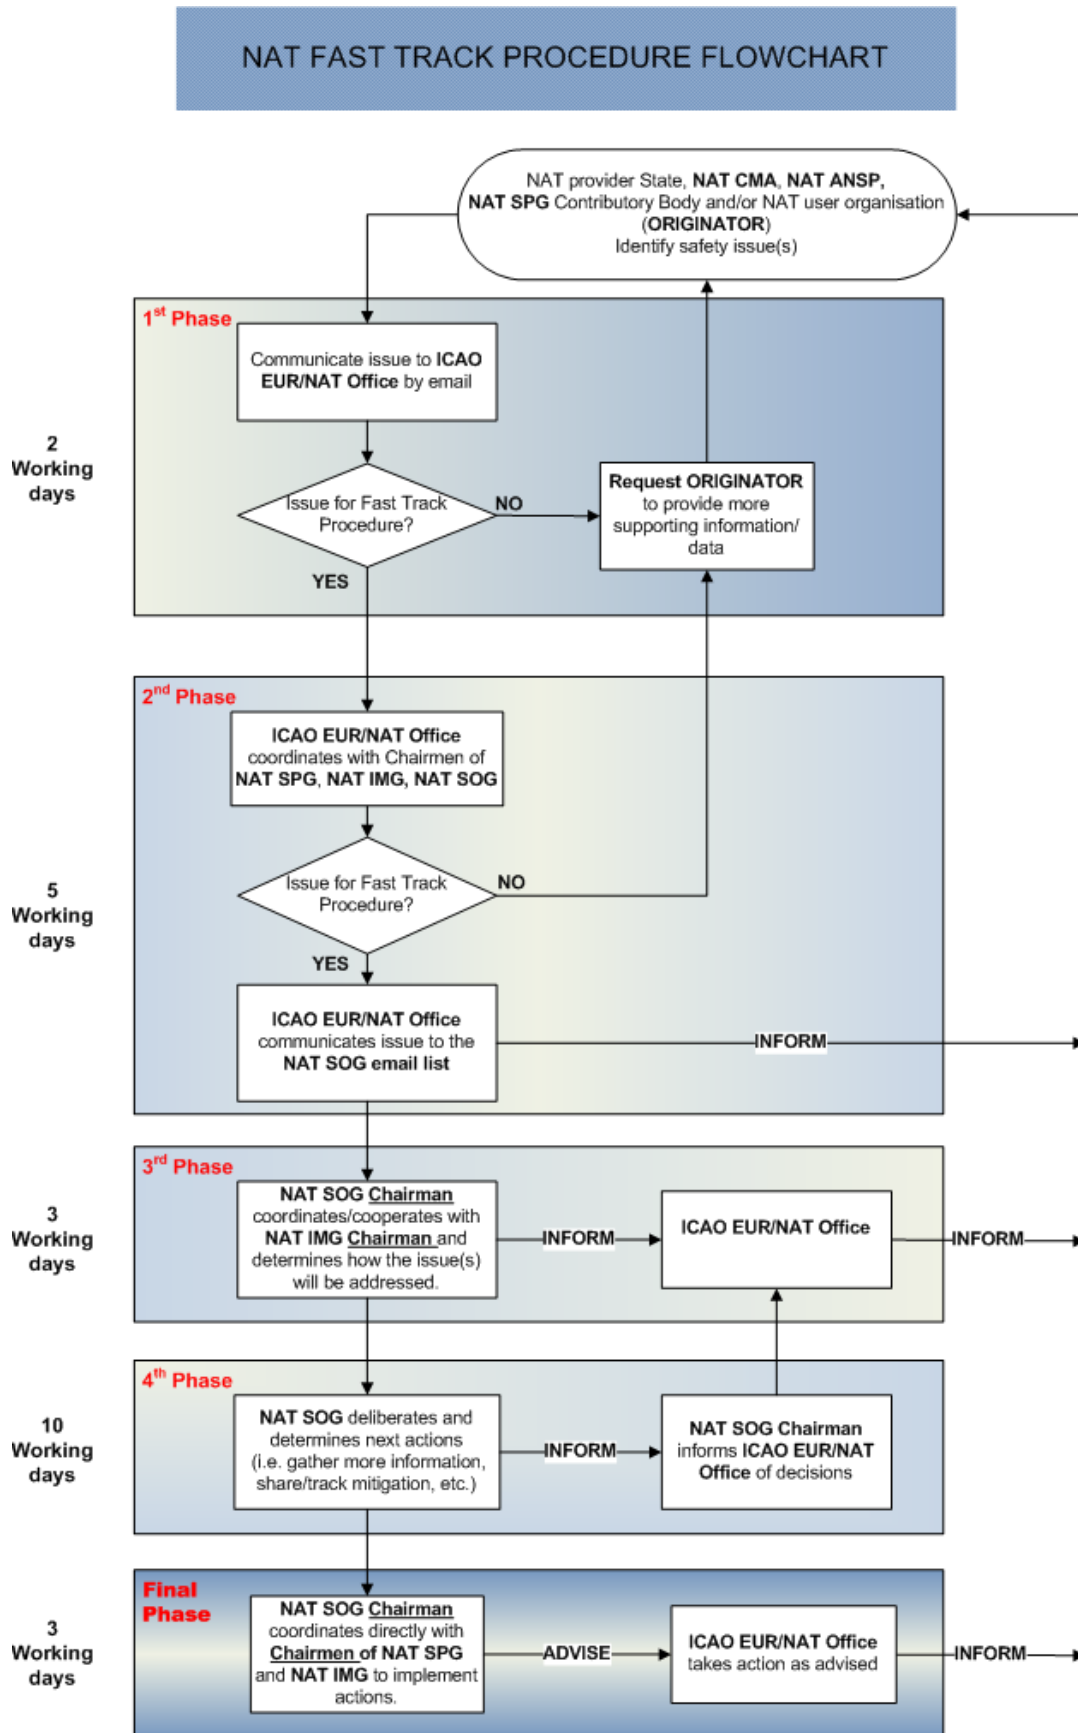 NAT FAST TRACK PROCEDURE FLOWCHART
NAT provider State, NAT CMA, NAT ANSP,
NAT SPG Contributory Body and/or NAT user organisation
(ORIGINATOR)
Identify safety issue(s)
1st Phase
Communicate issue to ICAO
EUR/NAT Office by email
2
Working
days
Issue for Fast Track
Procedure?
NO
YES
Request ORIGINATOR
to provide more
supporting information/
data
2nd Phase
ICAO EUR/NAT Office
coordinates with Chairmen of
NAT SPG, NAT IMG, NAT SOG
5
Working
days
Issue for Fast Track
Procedure?
NO
YES
ICAO EUR/NAT Office
communicates issue to the
NAT SOG email list
INFORM
3rd Phase
3
Working
days
NAT SOG Chairman
coordinates/cooperates with
NAT IMG Chairman and
determines how the issue(s)
will be addressed.
INFORM
ICAO EUR/NAT Office
INFORM
4th Phase
10
Working
days
NAT SOG deliberates and
determines next actions
(i.e. gather more information,
share/track mitigation, etc.)
INFORM
NAT SOG Chairman
informs ICAO EUR/NAT
Office of decisions
Final
Phase
3
Working
days
NAT SOG Chairman
coordinates directly with
Chairmen of NAT SPG
and NAT IMG to implement
actions.
ADVISE
ICAO EUR/NAT Office
takes action as advised
INFORM